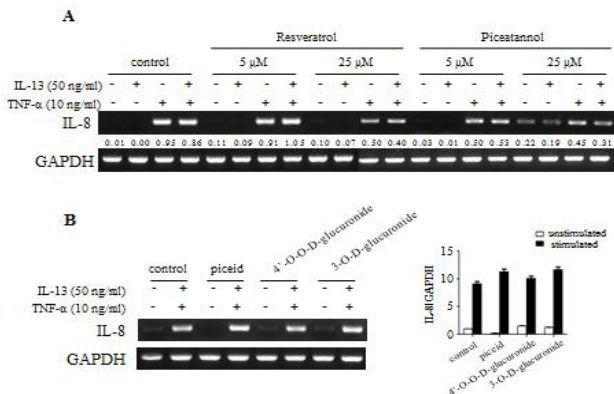 A
Resveratrol Piceatannol
control 5 µM 25 µM 5 µM 25 µM
IL-13 (50 ng/ml) - + - + - + - + - + - + - + - + - + - + - + - + 
TNF-α (10 ng/ml) - - + + - - + + - - + + - - + + - - + +
IL-8
0.01 0.00 0.95 0.86 0.11 0.09 0.91 1.05 0.10 0.07 0.50 0.40 0.03 0.01 0.50 0.53 0.22 0.19 0.45 0.31
GAPDH
B
control piceid 4'-O-O-D-glucuronide 3-O-D-glucuronide
IL-13 (50 ng/ml) - + - + - + - +
TNF-α (10 ng/ml) - + - + - + - +
IL-8
GAPDH
unstimulated
stimulated
IL-8|GAPDH
15
10
5
0
control piceid 4'-O-O-D-glucuronide 3-O-D-glucuronide